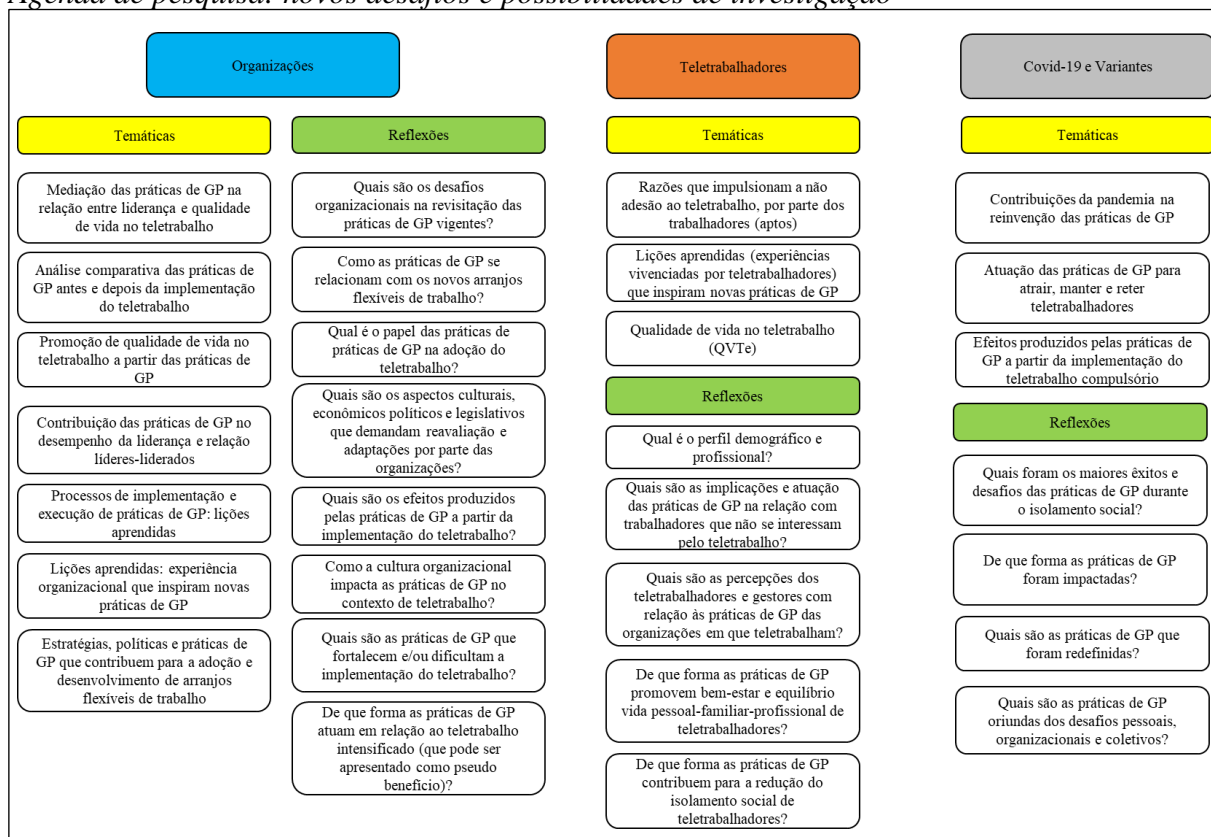 Agenda de pesquisa: novos desafios e possibilidades de investigação
Organizações
Temáticas
Mediação das práticas de GP na
relação entre liderança e qualidade
de vida no teletrabalho
Análise comparativa das práticas de
GP antes e depois da implementação
do teletrabalho
Promoção de qualidade de vida no
teletrabalho a partir das práticas de
GP
Contribuição das práticas de GP no
desempenho da liderança e relação
líderes-liderados
Processos de implementação e
execução de práticas de GP: lições
aprendidas
Lições aprendidas: experiência
organizacional que inspiram novas
práticas de GP
Estratégias, políticas e práticas de
GP que contribuem para a adoção e
desenvolvimento de arranjos
flexíveis de trabalho
Reflexões
Quais são os desafios
organizacionais na revisitação das
práticas de GP vigentes?
Como as práticas de GP se
relacionam com os novos arranjos
flexíveis de trabalho?
Qual é o papel das práticas de
práticas de GP na adoção do
teletrabalho?
Quais são os aspectos culturais,
econômicos políticos e legislativos
que demandam reavaliação e
adaptações por parte das
organizações?
Quais são os efeitos produzidos
pelas práticas de GP a partir da
implementação do teletrabalho?
Como a cultura organizacional
impacta as práticas de GP no
contexto de teletrabalho?
Quais são as práticas de GP que
fortalecem e/ou dificultam a
implementação do teletrabalho?
De que forma as práticas de GP
atuam em relação ao teletrabalho
intensificado (que pode ser
apresentado como pseudo
benefício)?
Teletrabalhadores
Temáticas
Razões que impulsionam a não
adesão ao teletrabalho, por parte dos
trabalhadores (aptos)
Lições aprendidas (experiências
vivenciadas por teletrabalhadores)
que inspiram novas práticas de GP
Qualidade de vida no teletrabalho
(QVTe)
Reflexões
Qual é o perfil demográfico e
profissional?
Quais são as implicações e atuação
das práticas de GP na relação com
trabalhadores que não se interessam
pelo teletrabalho?
Quais são as percepções dos
teletrabalhadores e gestores com
relação às práticas de GP das
organizações em que teletrabalham?
De que forma as práticas de GP
promovem bem-estar e equilíbrio
vida pessoal-familiar-profissional de
teletrabalhadores?
De que forma as práticas de GP
contribuem para a redução do
isolamento social de
teletrabalhadores?
Covid-19 e Variantes
Temáticas
Contribuições da pandemia na
reinvenção das práticas de GP
Atuação das práticas de GP para
atrair, manter e reter
teletrabalhadores
Efeitos produzidos pelas práticas de
GP a partir da implementação do
teletrabalho compulsório
Reflexões
Quais foram os maiores êxitos e
desafios das práticas de GP durante
o isolamento social?
De que forma as práticas de GP
foram impactadas?
Quais são as práticas de GP que
foram redefinidas?
Quais são as práticas de GP
oriundas dos desafios pessoais,
organizacionais e coletivos?